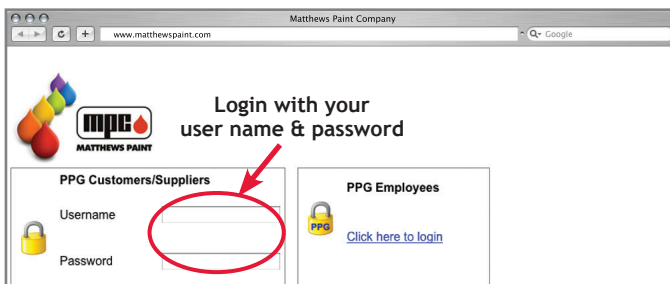 Matthews Paint Company
www.matthewspaint.com
Google
Login with your
user name & password
mpc
MATTHEWS PAINT
PPG Customers/Suppliers
PPG Employees
Username
PPG
Click here to login
Password